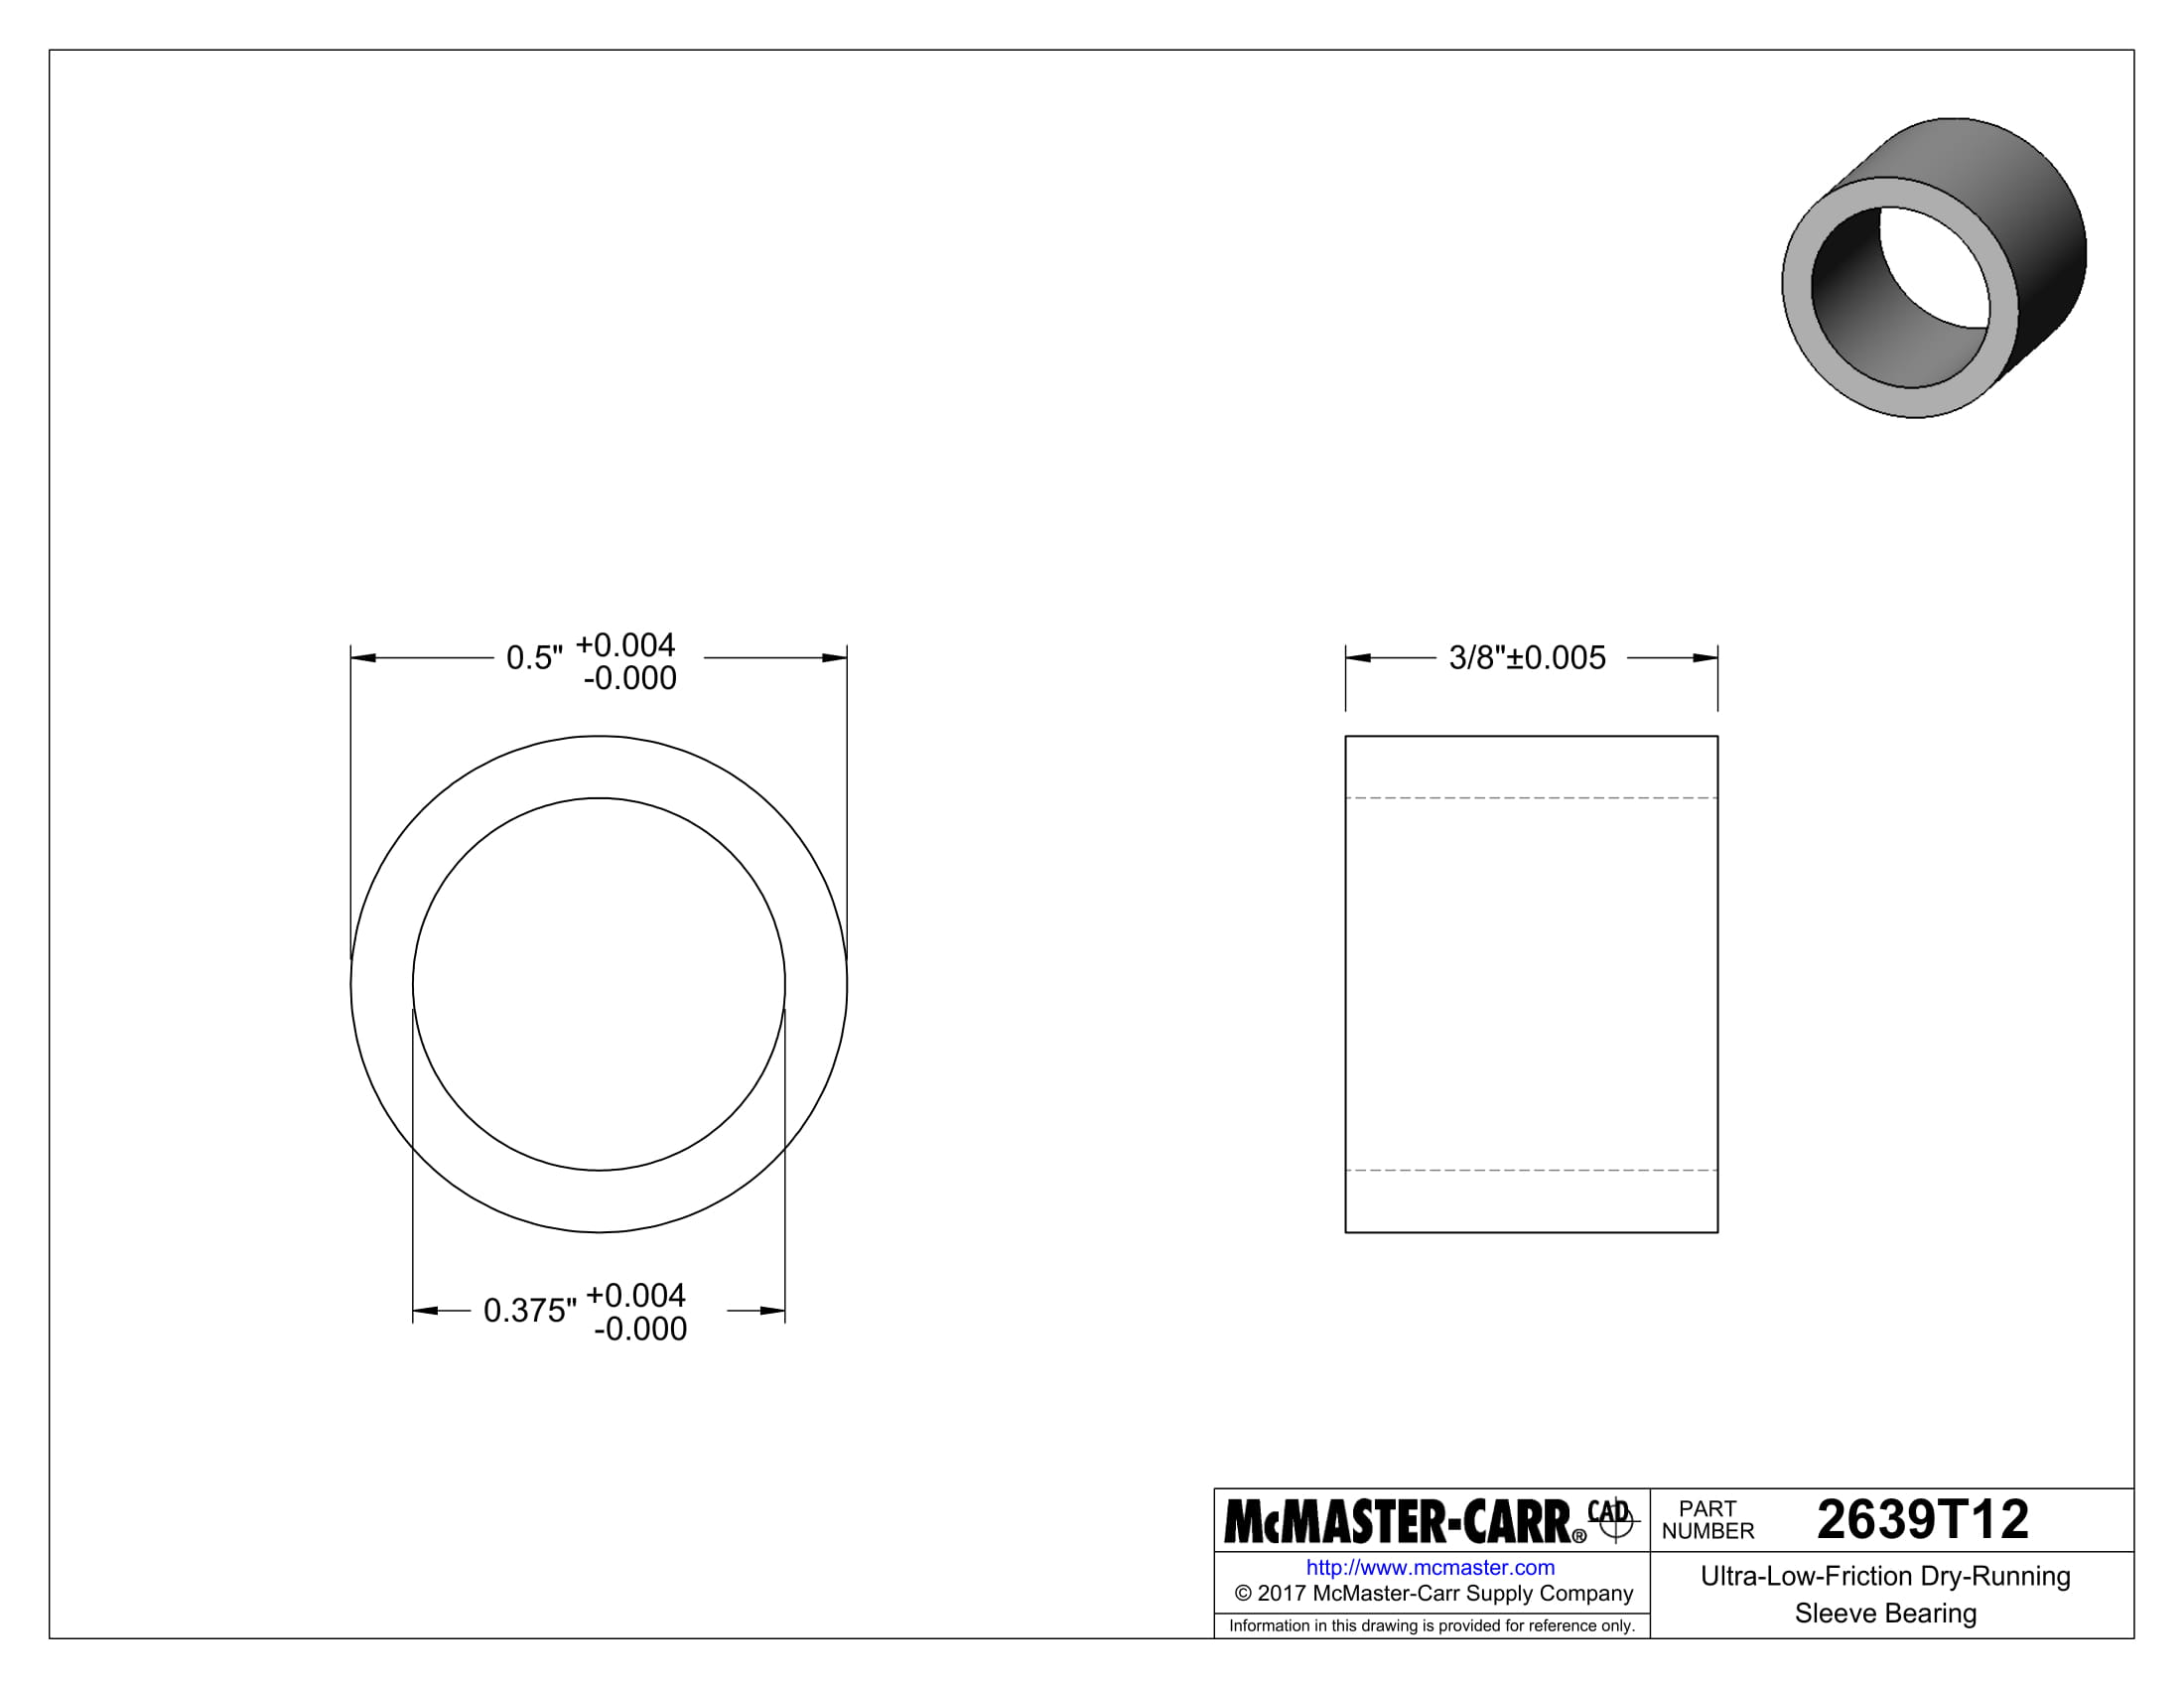 0.5" +0.004
-0.000
3/8"±0.005
0.375" +0.004
-0.000
McMASTER-CARR® CAD
PART
NUMBER
2639T12
http://www.mcmaster.com
© 2017 McMaster-Carr Supply Company
Information in this drawing is provided for reference only.
Ultra-Low-Friction Dry-Running
Sleeve Bearing